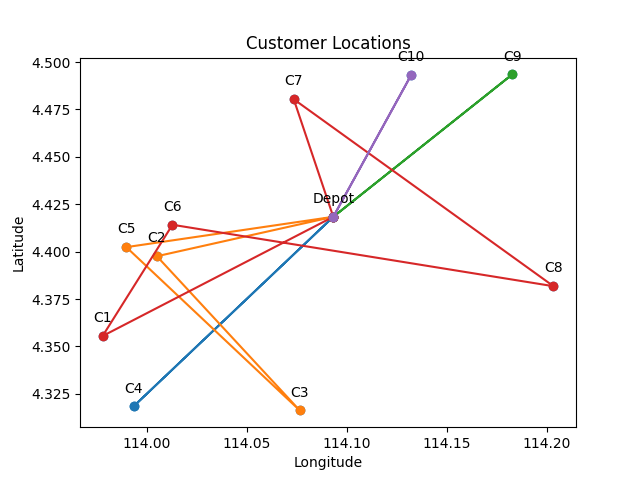 Customer Locations
C10
C9
C7
Depot
C6
C5
C2
C8
C1
C4
C3
4.500
4.475
4.450
4.425
4.400
4.375
4.350
4.325
Latitude
114.00 114.05 114.10 114.15 114.20
Longitude